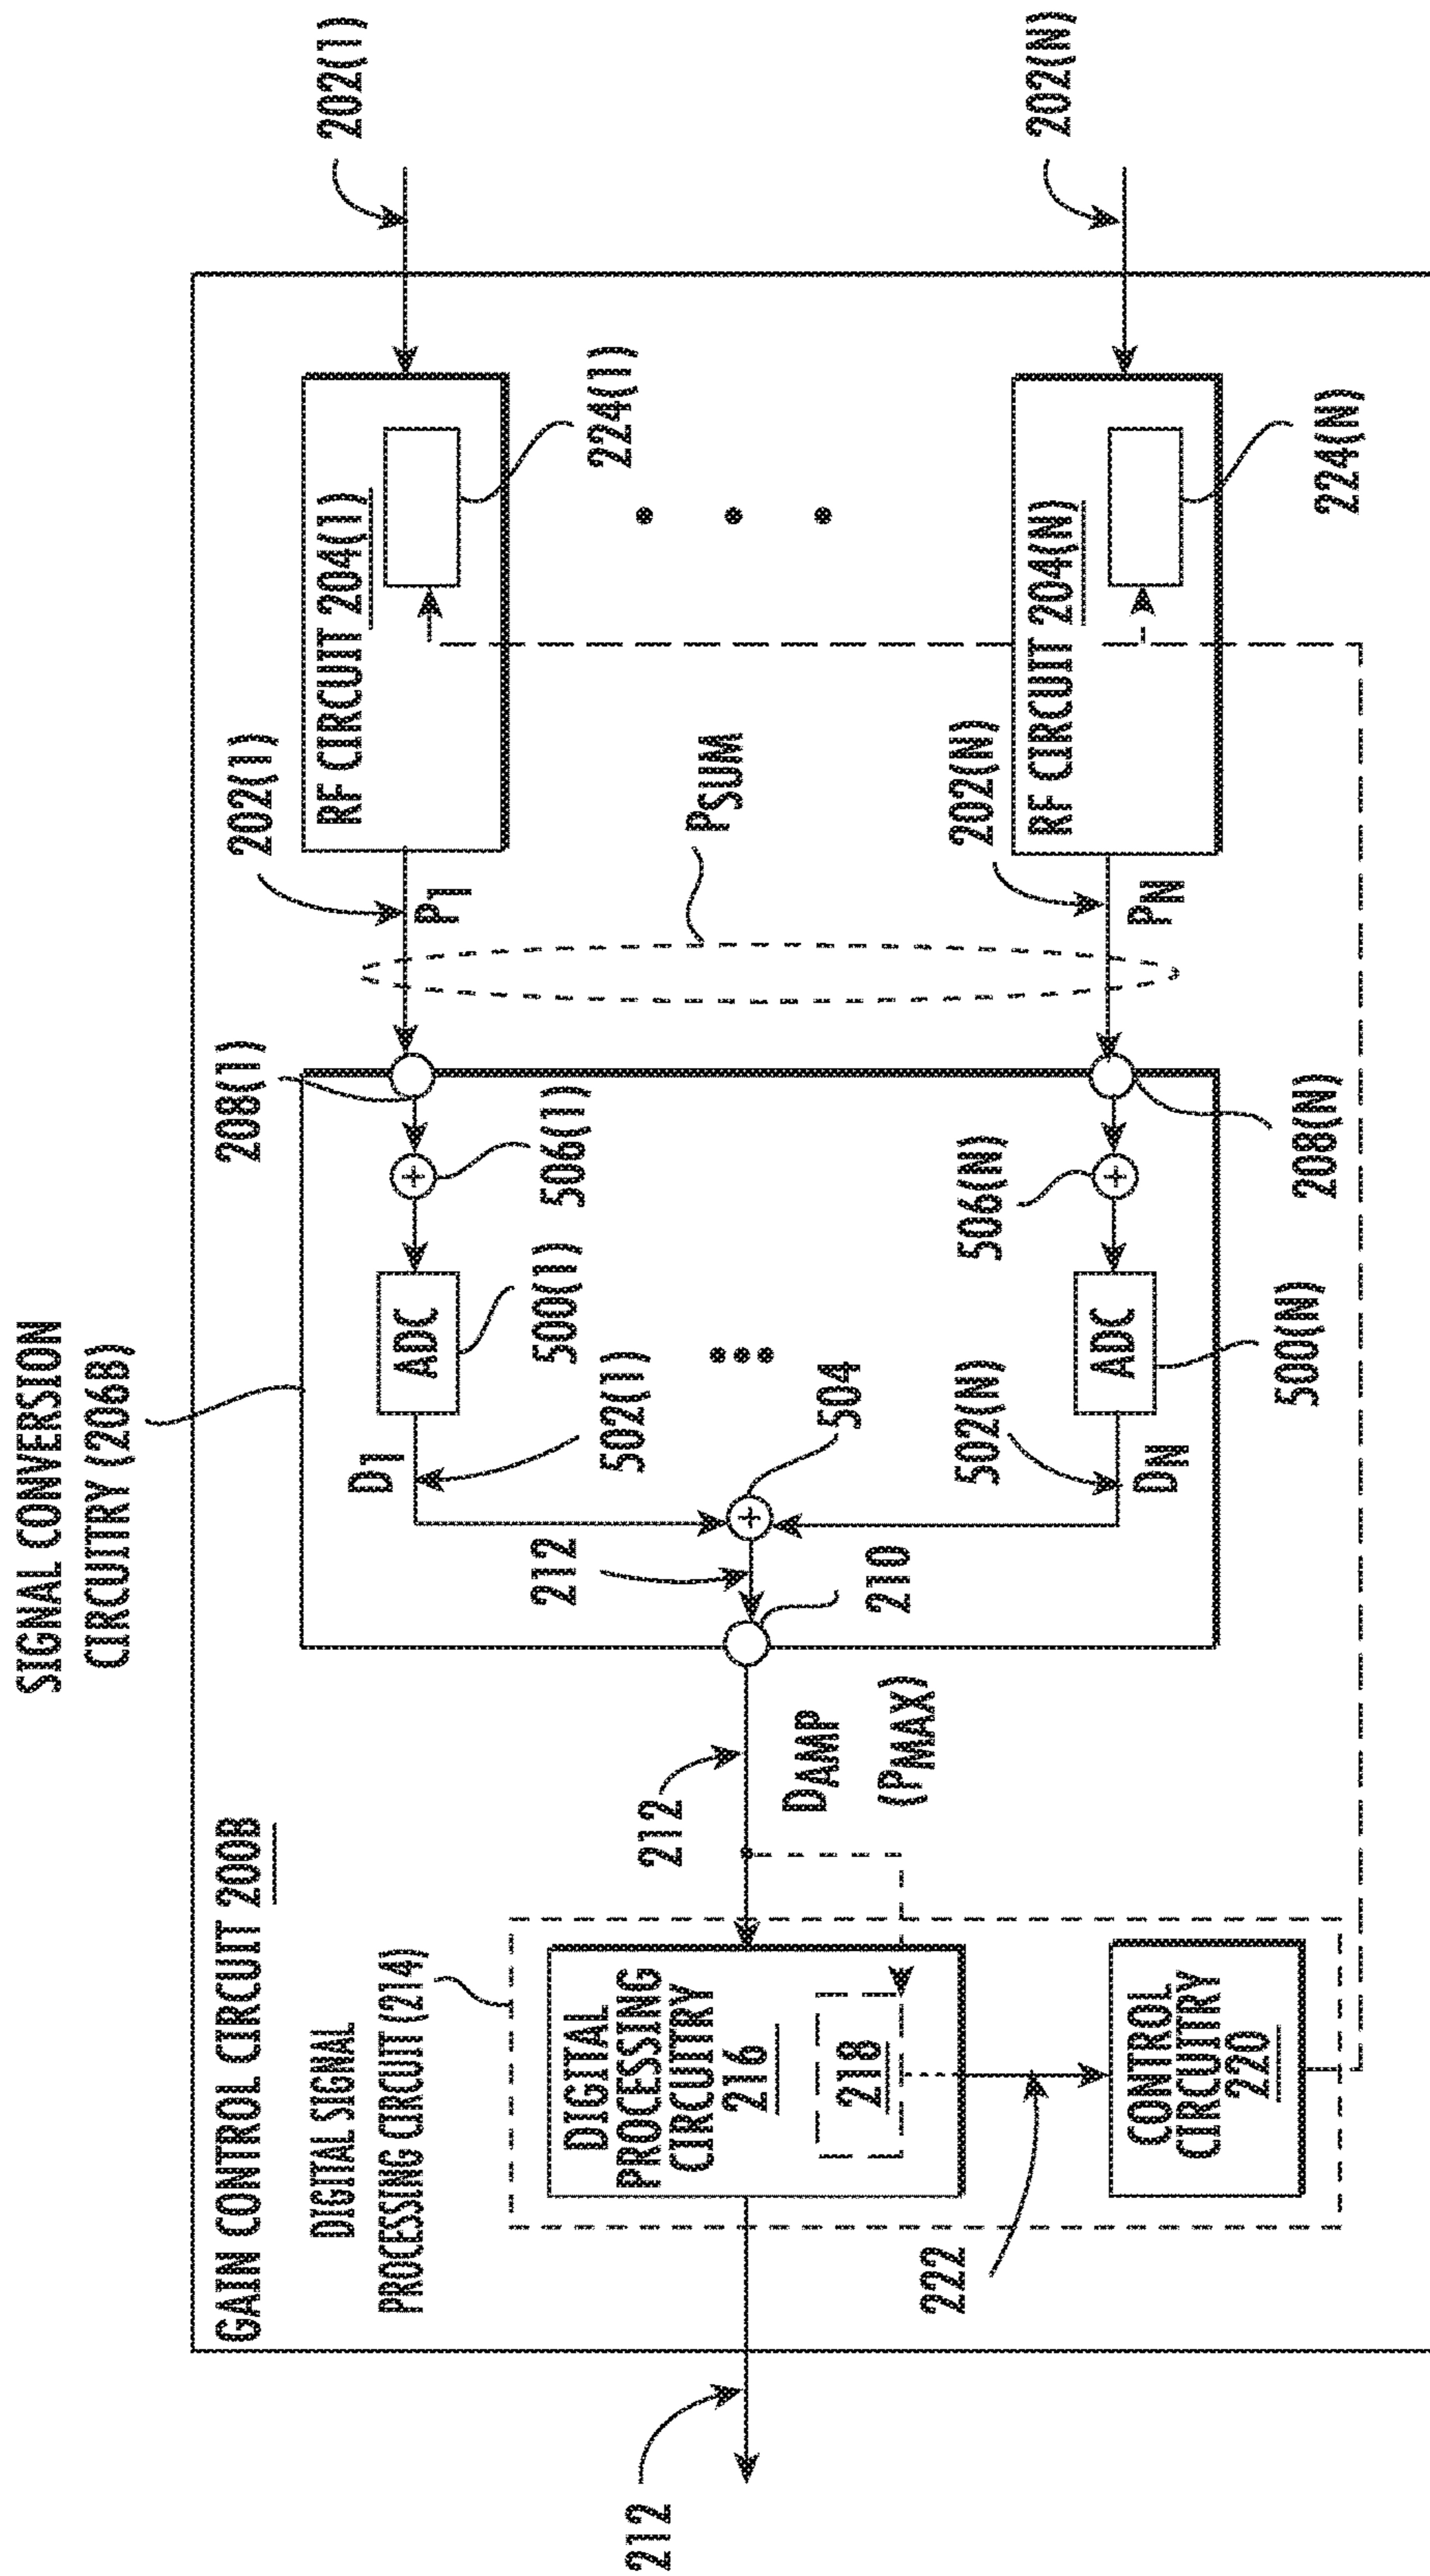 SIGNAL CONVERSION
CIRCUITRY (206B)
GAIN CONTROL CIRCUIT 200B
DIGITAL SIGNAL
PROCESSING CIRCUIT (214)
208(1)
202(1)
202(1)
P1
RF CIRCUIT 204(1)
224(1)
D1
ADC
506(1)
500(1)
502(1)
212
212
212
DIGITAL
PROCESSING
CIRCUITRY
216
218
DAMP
(PMAX)
210
504
PSUM
222
502(N)
506(N)
202(N)
202(N)
RF CIRCUIT 204(N)
CONTROL
CIRCUITRY
220
DN
ADC
PN
500(N)
208(N)
224(N)